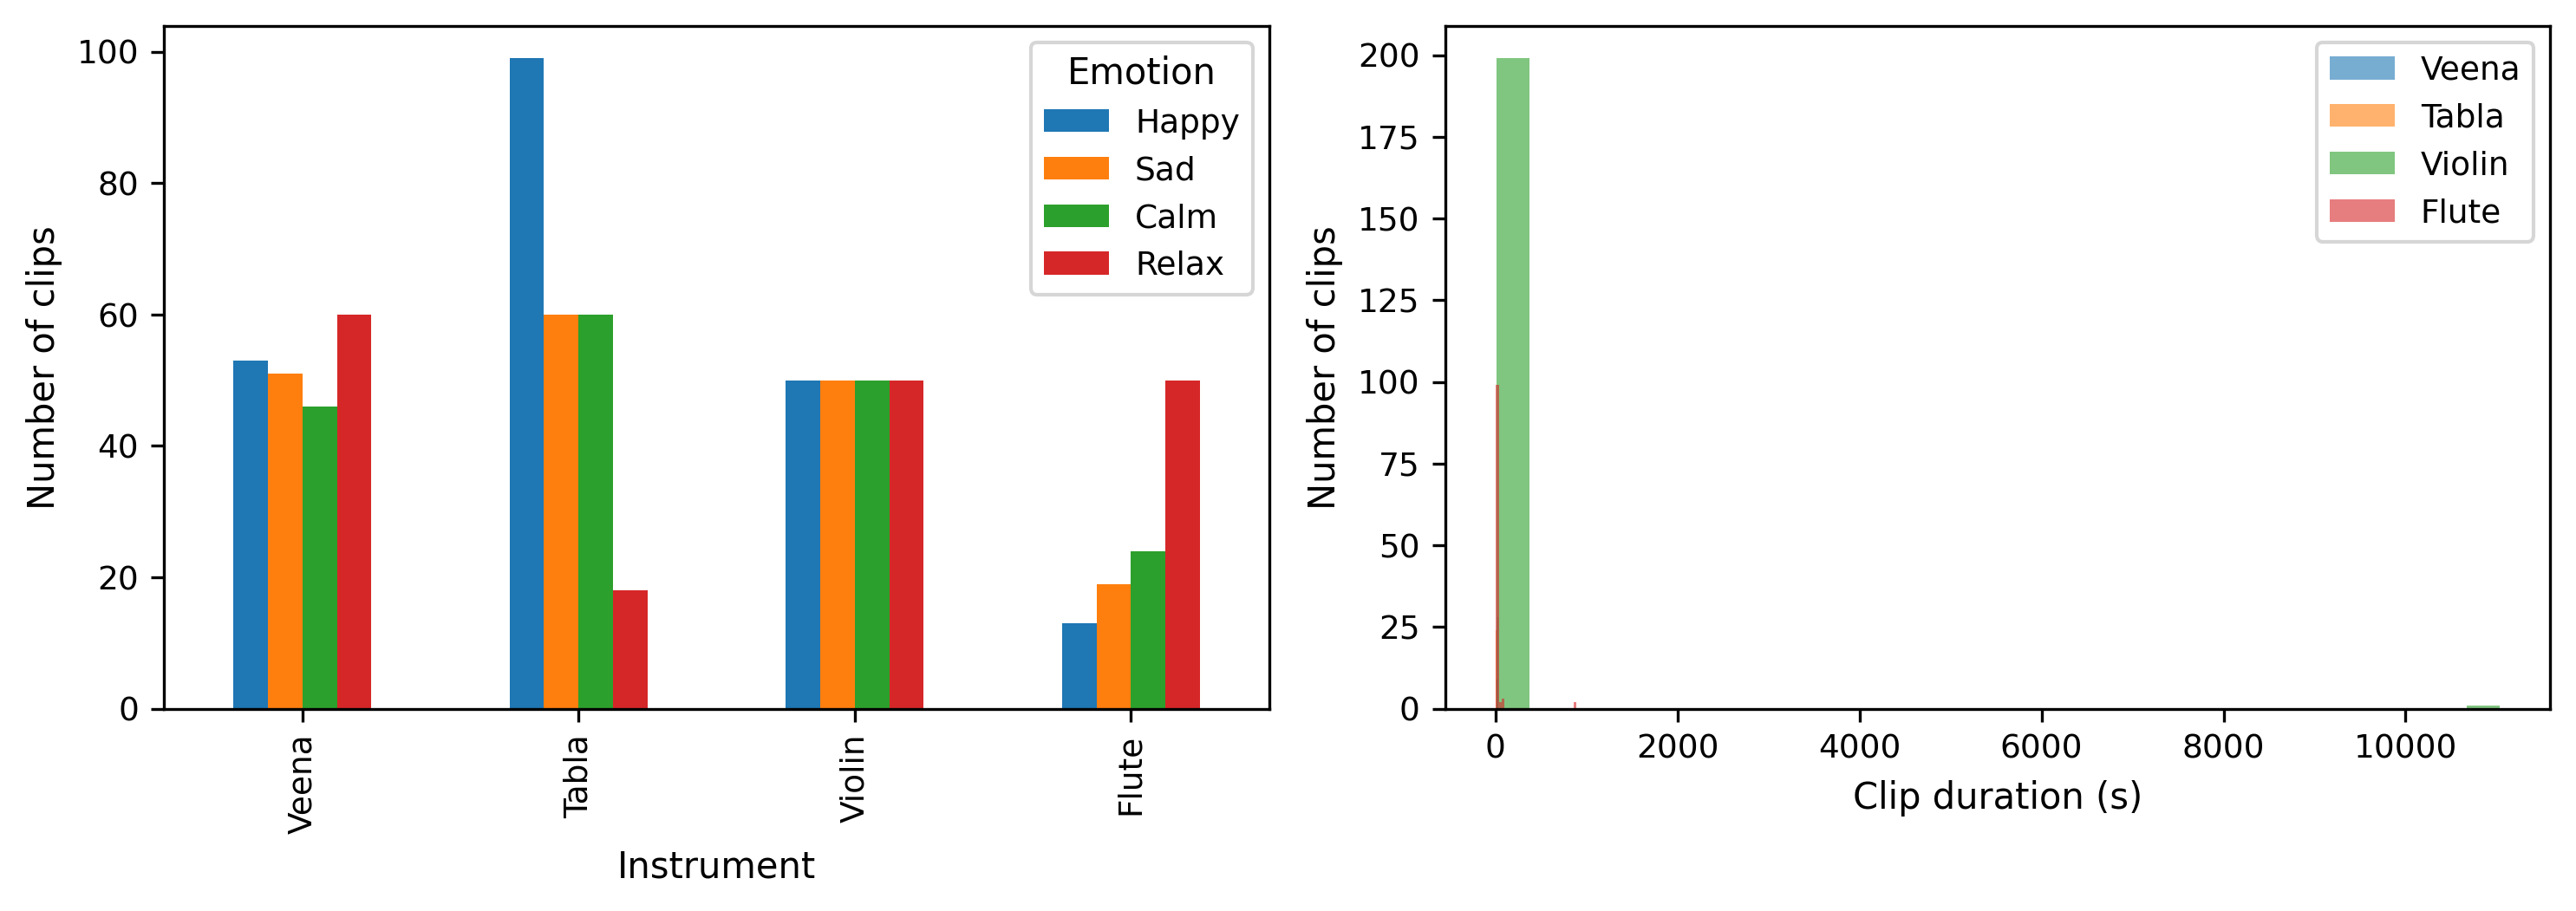 Number of clips
100
80
60
40
20
0
Emotion
Happy
Sad
Calm
Relax
Veena
Tabla
Violin
Flute
Instrument
Number of clips
200
175
150
125
100
75
50
25
0
Veena
Tabla
Violin
Flute
0
2000
4000
6000
8000
10000
Clip duration (s)